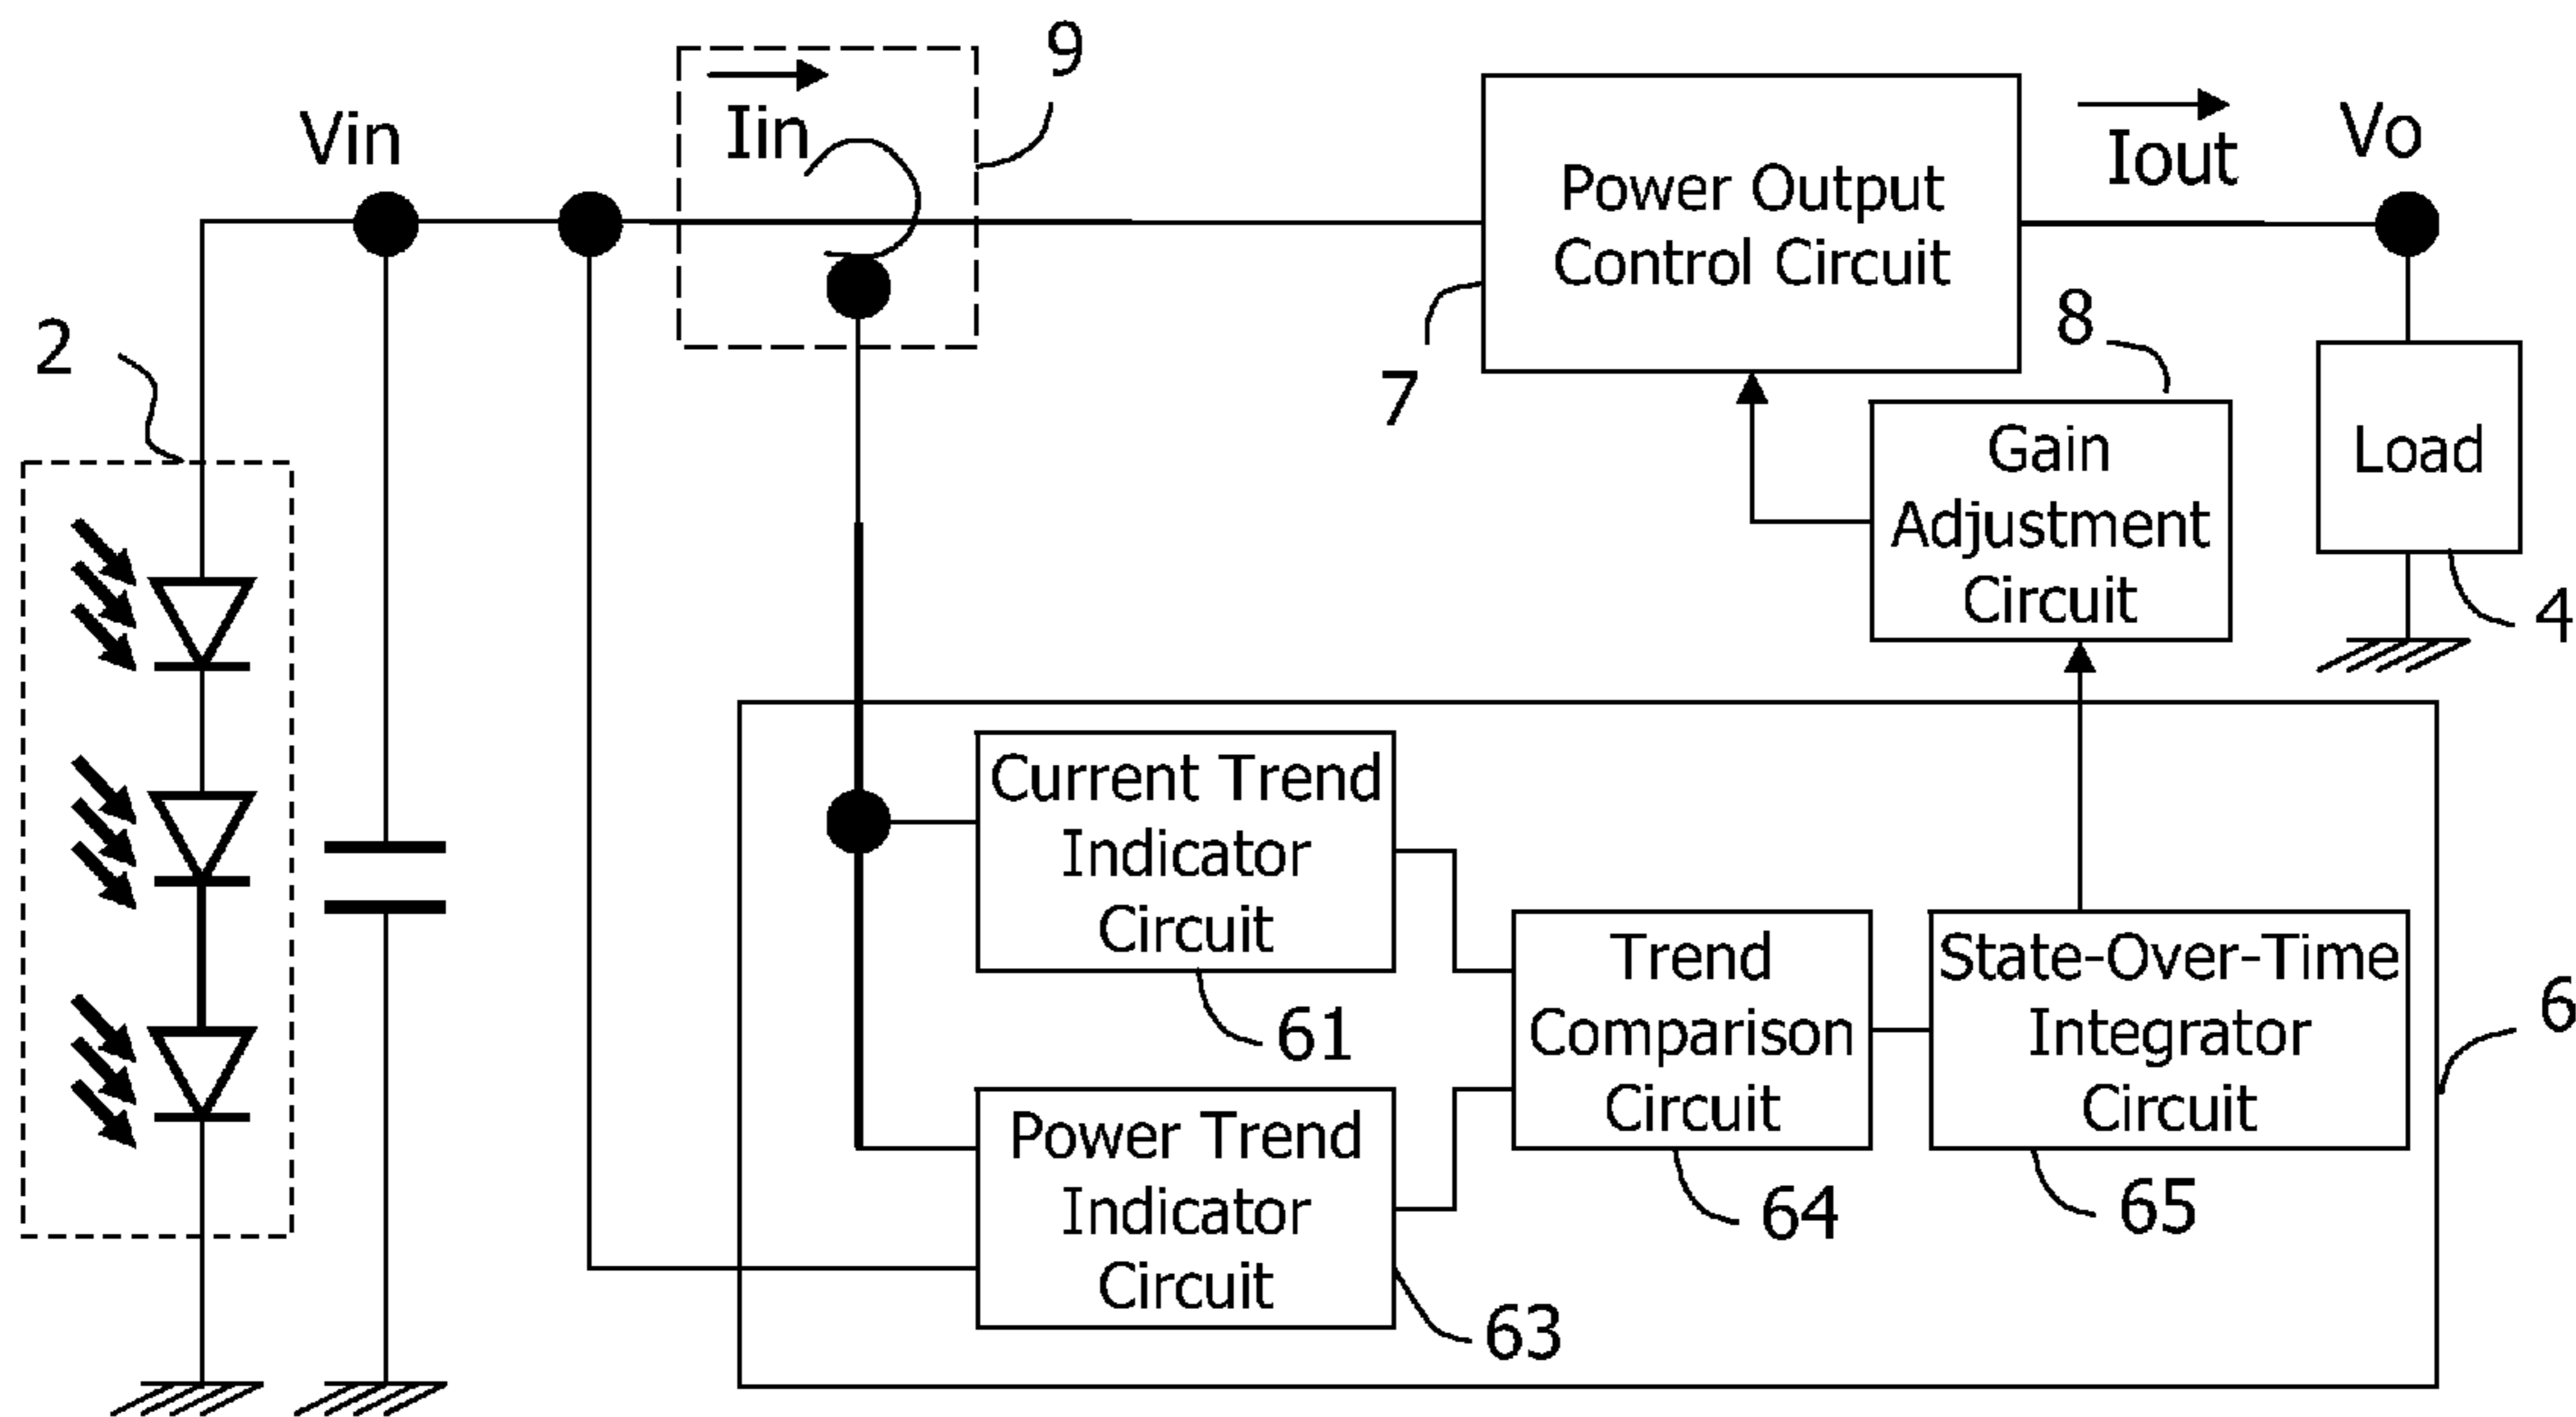 9
Vin
Iin
Power Output
Control Circuit
Iout
Vo
2
7
8
Gain
Adjustment
Circuit
Load
4
Current Trend
Indicator
Circuit
61
Trend
Comparison
Circuit
64
State-Over-Time
Integrator
Circuit
65
6
Power Trend
Indicator
Circuit
63